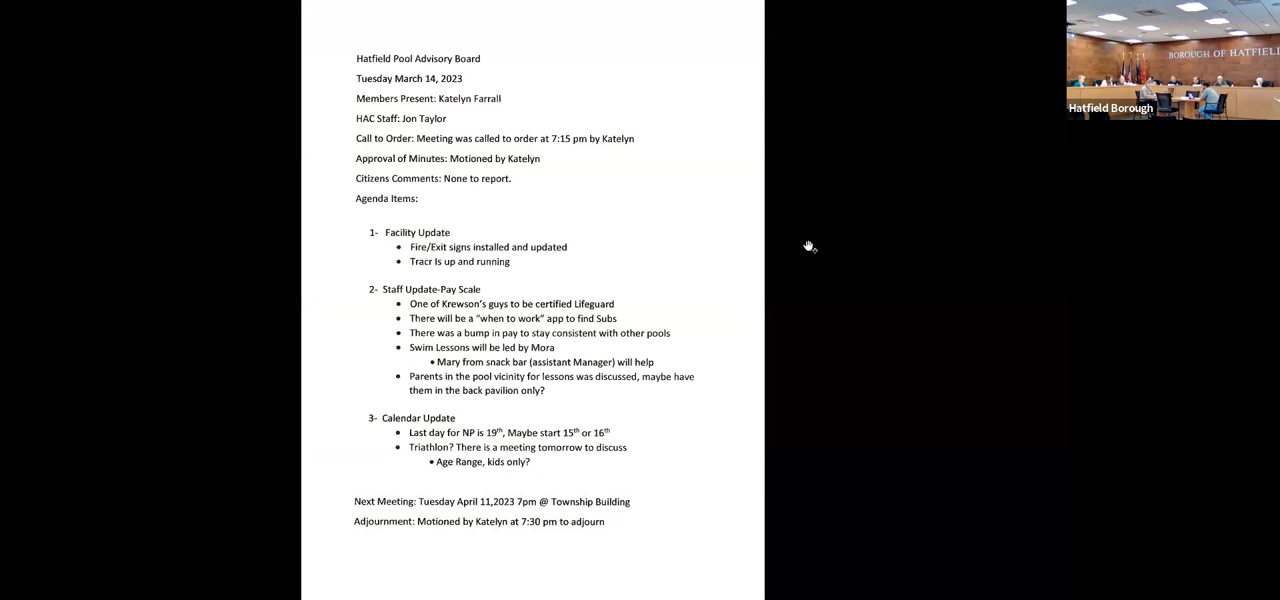 Hatfield Pool Advisory Board
Tuesday March 14, 2023
Members Present: Katelyn Farrall
HAC Staff: Jon Taylor
Call to Order: Meeting was called to order at 7:15 pm by Katelyn
Approval of Minutes: Motioned by Katelyn
Citizens Comments: None to report.
Agenda Items:
1- Facility Update
• Fire/Exit signs installed and updated
• Tracr Is up and running
2- Staff Update-Pay Scale
• One of Krewson's guys to be certified Lifeguard
• There will be a "when to work" app to find Subs
• There was a bump in pay to stay consistent with other pools
• Swim Lessons will be led by Mora
• Mary from snack bar (assistant Manager) will help
• Parents in the pool vicinity for lessons was discussed, maybe have
them in the back pavilion only?
3- Calendar Update
• Last day for NP is 19th, Maybe start 15th or 16th
• Triathlon? There is a meeting tomorrow to discuss
• Age Range, kids only?
Next Meeting: Tuesday April 11,2023 7pm @ Township Building
Adjournment: Motioned by Katelyn at 7:30 pm to adjourn
BOROUGH OF HATFIELD
Hatfield Borough